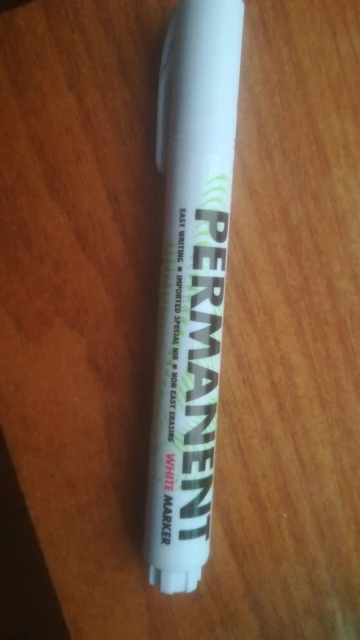 PERMANENT
EASY WRITING ■ IMPORTED SPECIAL NIB ■ NON EASY ERASING
WHITE MARKER